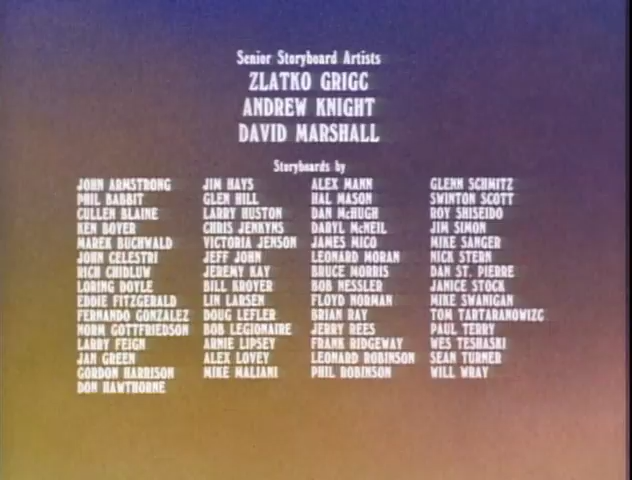 Senior Storyboard Artists
ZLATKO GRIGC
ANDREW KNIGHT
DAVID MARSHALL
Storyboards by
JOHN ARMSTRONG
PHIL BABBIT
CULLEN BLAINE
KEN BOYER
MAREK BUCHWALD
JOHN CELESTRI
RICH CHIDLUW
LORING DOYLE
EDDIE FITZGERALD
FERNANDO GONZALEZ
NORM GOTTFRIEDSON
LARRY FEIGN
JAN GREEN
GORDON HARRISON
DON HAWTHORNE
JIM HAYS
GLEN HILL
LARRY HUSTON
CHRIS JENKYNS
VICTORIA JENSON
JEFF JOHN
JEREMY KAY
BILL KROYER
LIN LARSEN
DOUG LEFLER
BOB LEGIONAIRE
ARNIE LIPSEY
ALEX LOVEY
MIKE MALIANI
ALEX MANN
HAL MASON
DAN McHUGH
DARYL McNEIL
JAMES MICO
LEONARD MORAN
BRUCE MORRIS
BOB NESSLER
FLOYD NORMAN
BRIAN RAY
JERRY REES
FRANK RIDGEWAY
LEONARD ROBINSON
PHIL ROBINSON
GLENN SCHMITZ
SWINTON SCOTT
ROY SHISEIDO
JIM SIMON
MIKE SANGER
NICK STERN
DAN ST. PIERRE
JANICE STOCK
MIKE SWANIGAN
TOM TARTARANOWIZC
PAUL TERRY
WES TESHASKI
SEAN TURNER
WILL WRAY